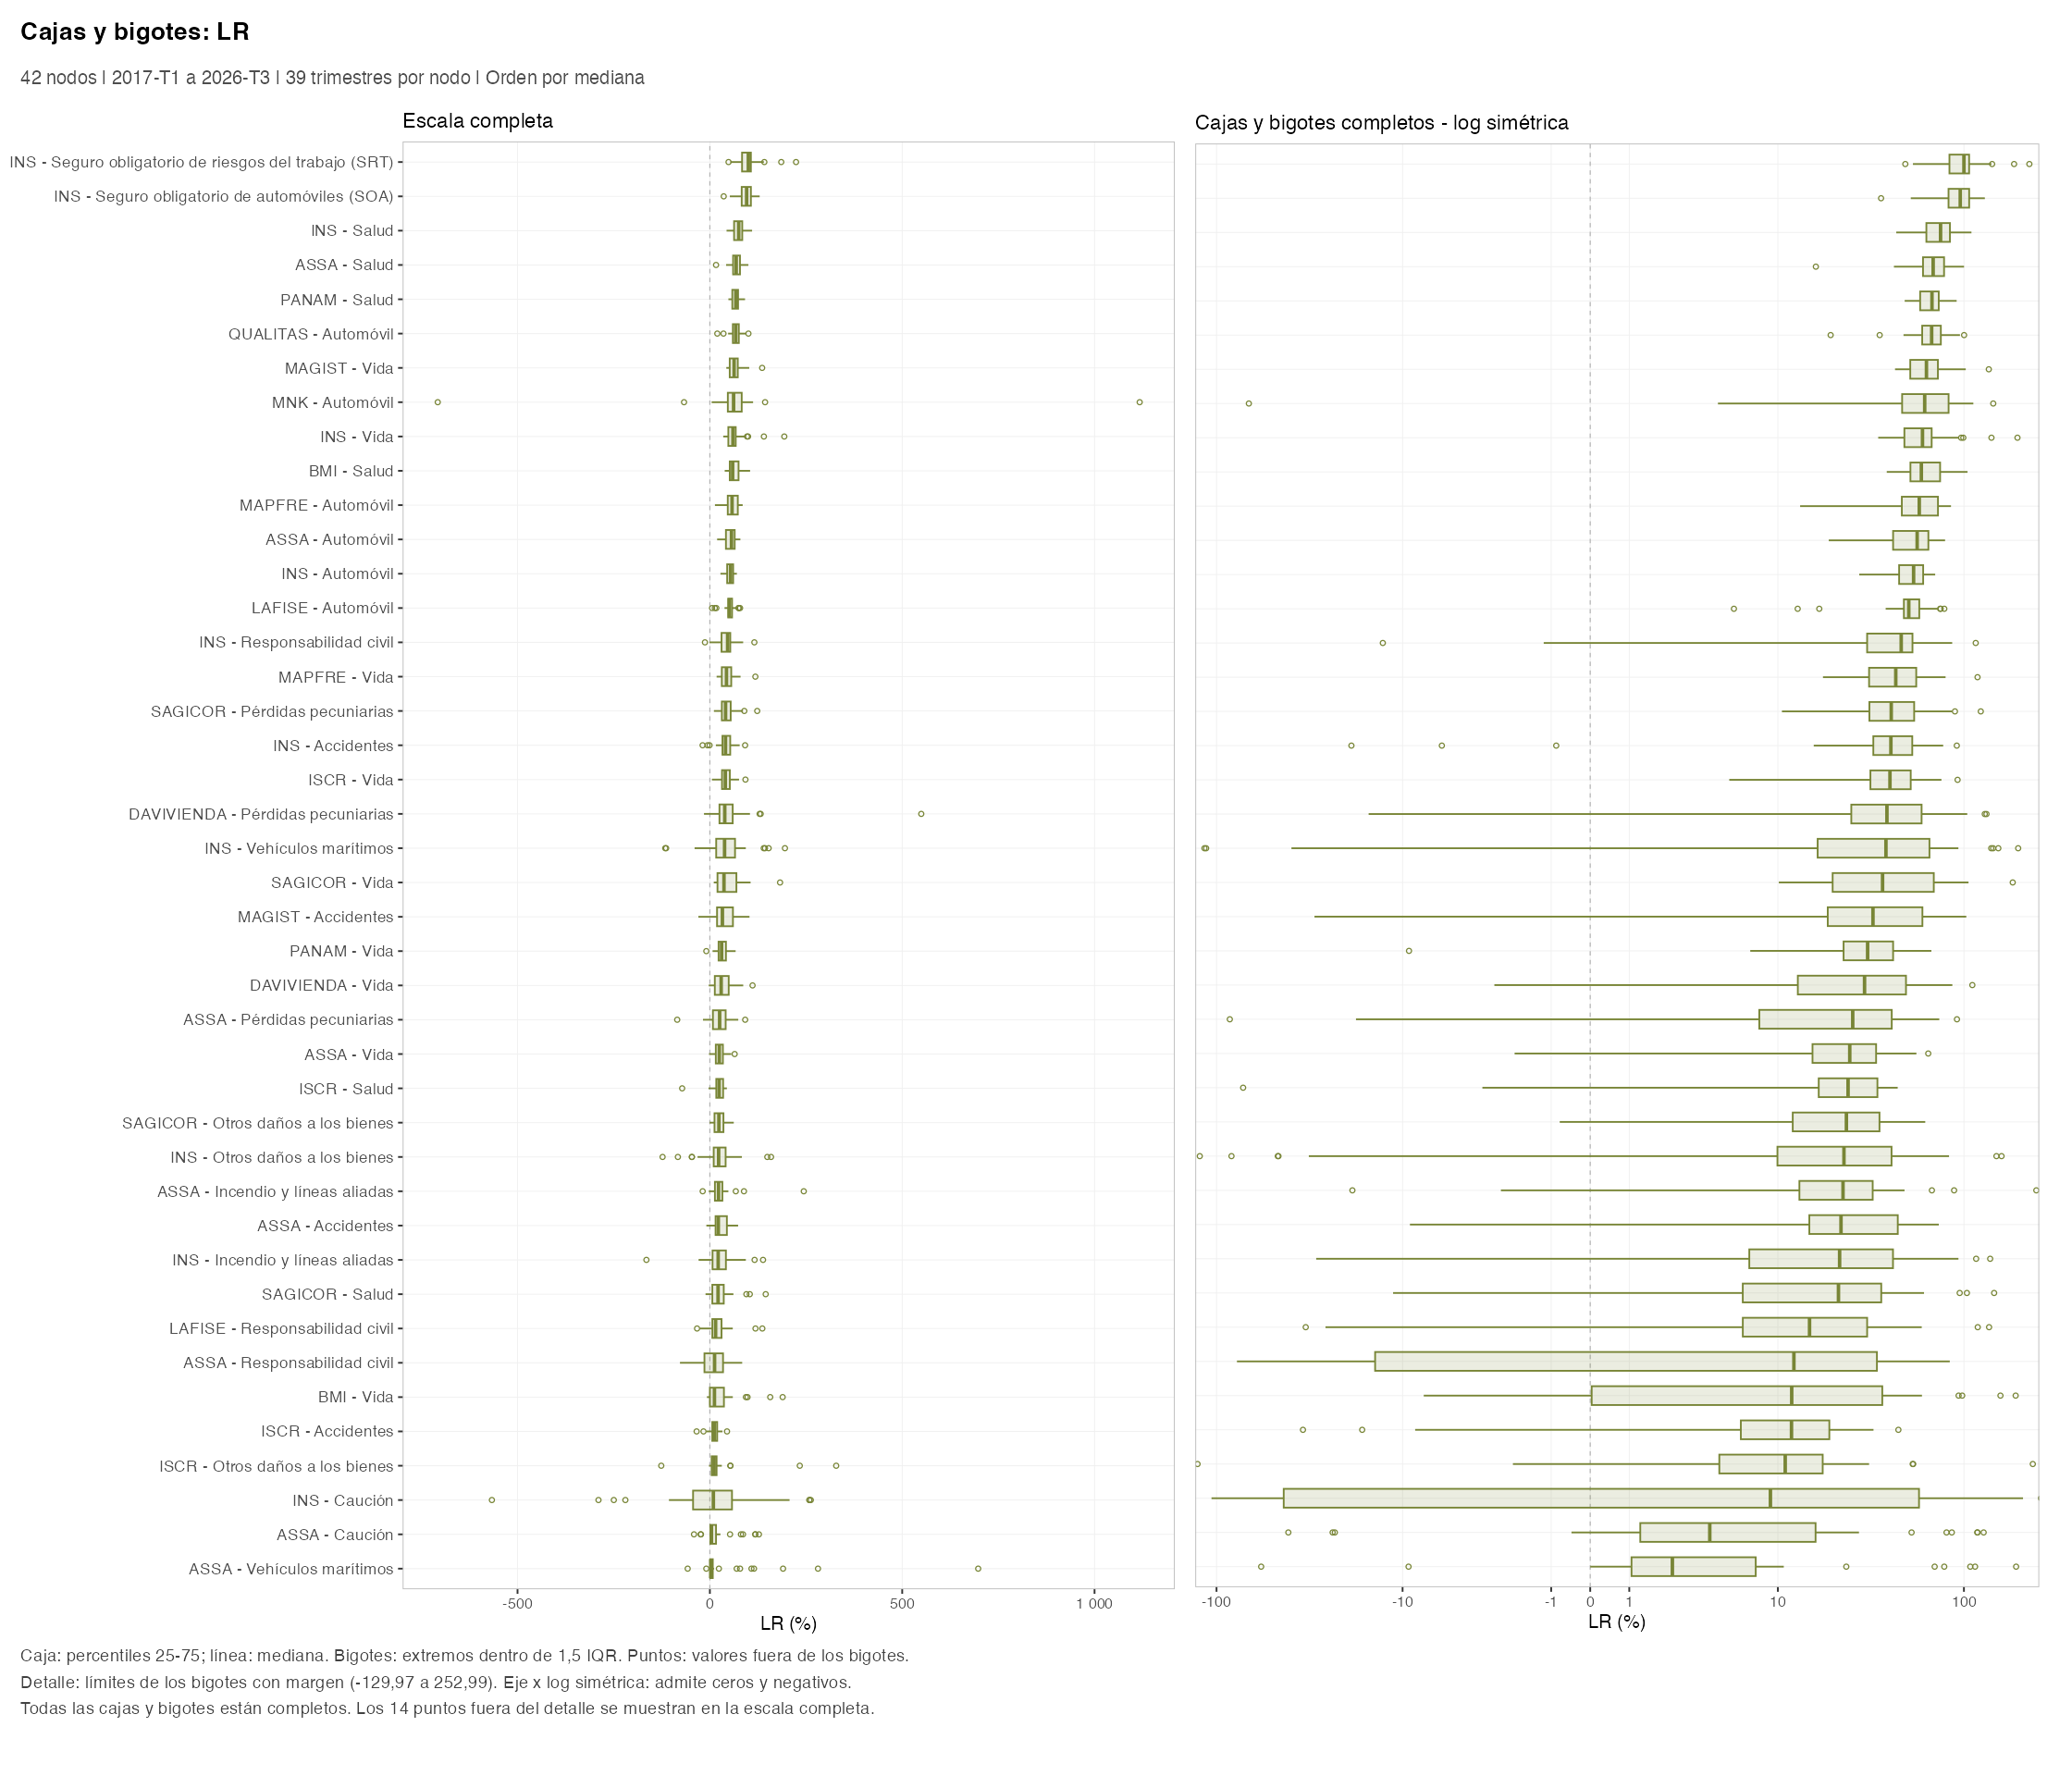 Cajas y bigotes: LR
42 nodos | 2017-T1 a 2026-T3 | 39 trimestres por nodo | Orden por mediana
Escala completa
INS - Seguro obligatorio de riesgos del trabajo (SRT)
INS - Seguro obligatorio de automóviles (SOA)
INS - Salud
ASSA - Salud
PANAM - Salud
QUALITAS - Automóvil
MAGIST - Vida
MNK - Automóvil
INS - Vida
BMI - Salud
MAPFRE - Automóvil
ASSA - Automóvil
INS - Automóvil
LAFISE - Automóvil
INS - Responsabilidad civil
MAPFRE - Vida
SAGICOR - Pérdidas pecuniarias
INS - Accidentes
ISCR - Vida
DAVIVIENDA - Pérdidas pecuniarias
INS - Vehículos marítimos
SAGICOR - Vida
MAGIST - Accidentes
PANAM - Vida
DAVIVIENDA - Vida
ASSA - Pérdidas pecuniarias
ASSA - Vida
ISCR - Salud
SAGICOR - Otros daños a los bienes
INS - Otros daños a los bienes
ASSA - Incendio y líneas aliadas
ASSA - Accidentes
INS - Incendio y líneas aliadas
SAGICOR - Salud
LAFISE - Responsabilidad civil
ASSA - Responsabilidad civil
BMI - Vida
ISCR - Accidentes
ISCR - Otros daños a los bienes
INS - Caución
ASSA - Caución
ASSA - Vehículos marítimos
-500 0 500 1 000
LR (%)
Cajas y bigotes completos - log simétrica
-100 -10 -1 0 1 10 100
LR (%)
Caja: percentiles 25-75; línea: mediana. Bigotes: extremos dentro de 1,5 IQR. Puntos: valores fuera de los bigotes.
Detalle: límites de los bigotes con margen (-129,97 a 252,99). Eje x log simétrica: admite ceros y negativos.
Todas las cajas y bigotes están completos. Los 14 puntos fuera del detalle se muestran en la escala completa.